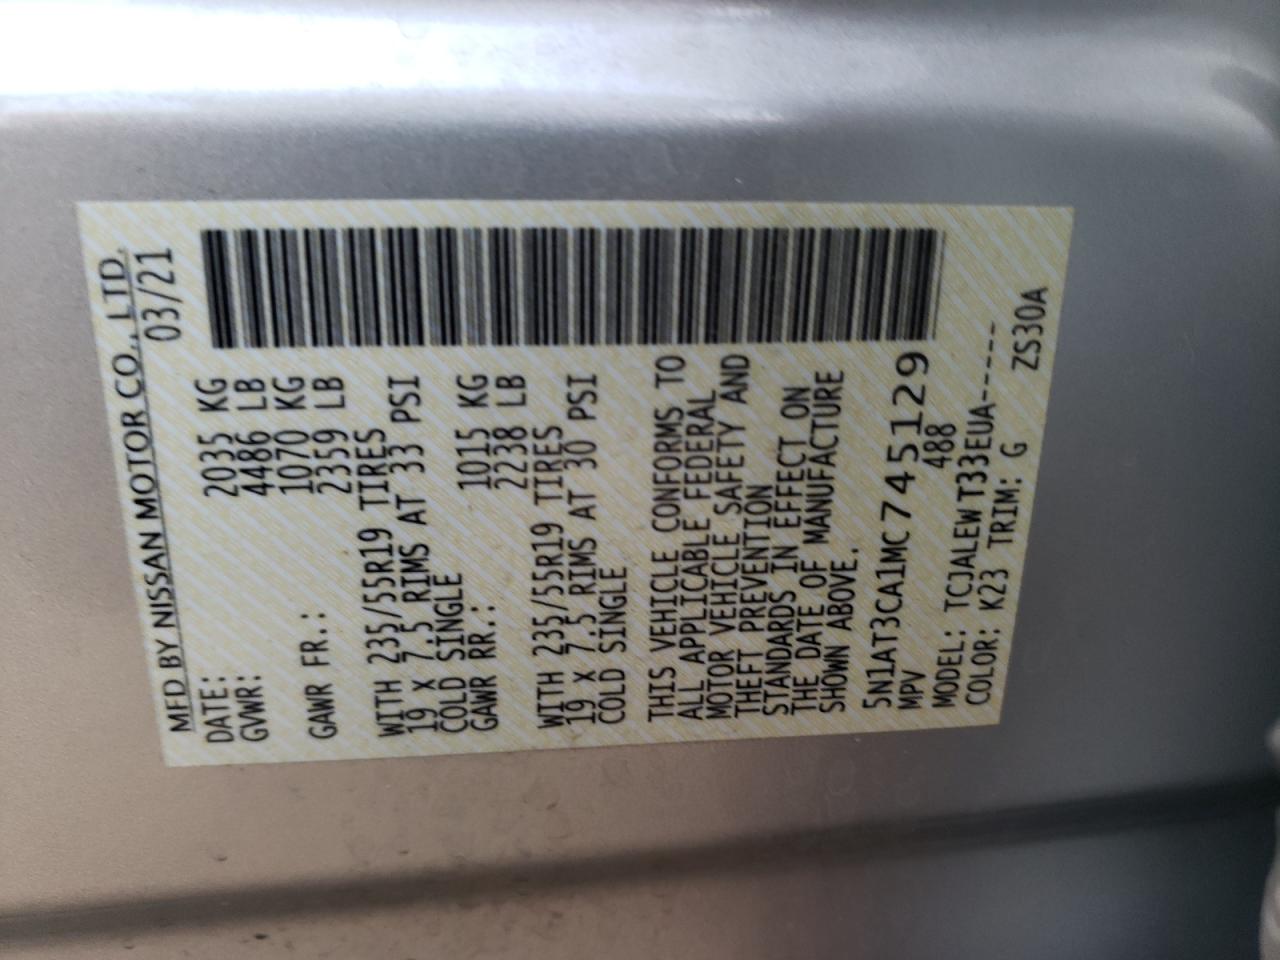 MFD BY NISSAN MOTOR CO., LTD.
DATE: 03/21
GVWR: 2035 KG
4486 LB
GAWR FR.: 1070 KG
2359 LB
WITH 235/55R19 TIRES
19 X 7.5 RIMS AT 33 PSI
COLD SINGLE
GAWR RR.: 1015 KG
2238 LB
WITH 235/55R19 TIRES
19 X 7.5 RIMS AT 30 PSI
COLD SINGLE
THIS VEHICLE CONFORMS TO
ALL APPLICABLE FEDERAL
MOTOR VEHICLE SAFETY AND
THEFT PREVENTION
STANDARDS IN EFFECT ON
THE DATE OF MANUFACTURE
SHOWN ABOVE.
5N1AT3CA1MC745129
MPV 488
MODEL: TCJALEW T33EUA-----
COLOR: K23 TRIM: G ZS30A